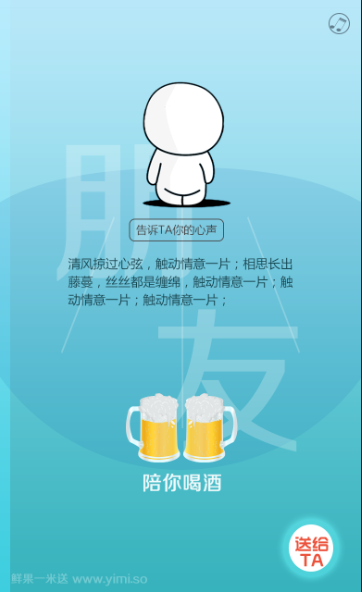 朋
友
告诉TA你的心声
清风掠过心弦，触动情意一片；相思长出
藤蔓，丝丝都是缠绵，触动情意一片；触
动情意一片；触动情意一片；
陪你喝酒
送给
TA
鲜果一米送 www.yimi.so